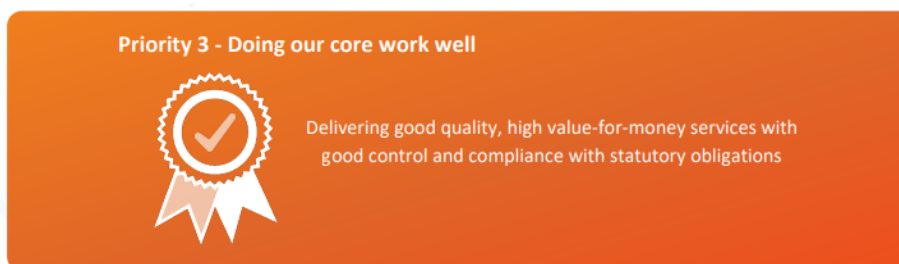 Priority 3 - Doing our core work well
Delivering good quality, high value-for-money services with
good control and compliance with statutory obligations